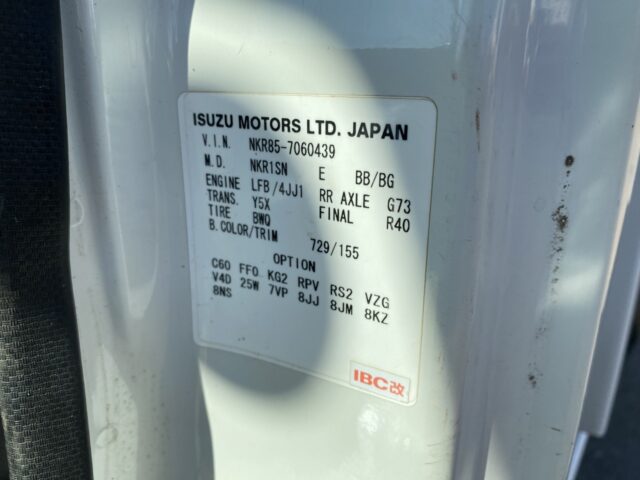 ISUZU MOTORS LTD. JAPAN
V.I.N. NKR85-7060439
M.D. NKR1SN E BB/BG
ENGINE LFB/4JJ1 RR AXLE G73
TRANS. Y5X FINAL R40
TIRE BWQ
B.COLOR/TRIM 729/155
OPTION
C60 FF0 KG2 RPV RS2 VZG
V4D 25W 7VP 8JJ 8JM 8KZ
8NS
IBC改